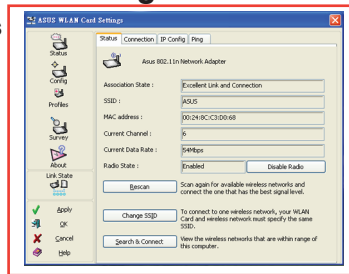 ASUS WLAN Card Settings
Status Connection IP Config Ping
Status
Config
Profiles
Survey
About
Link State
Apply
OK
Cancel
Help
Asus 802.11n Network Adapter
Association State : Excellent Link and Connection
SSID : ASUS
MAC address : 00:24:8C:C3:D0:68
Current Channel : 6
Current Data Rate : 54Mbps
Radio State : Enabled Disable Radio
Rescan Scan again for available wireless networks and
connect the one that has the best signal level.
Change SSID To connect to one wireless network, your WLAN
Card and wireless network must specify the same
SSID.
Search & Connect View the wireless networks that are within range of
this computer.